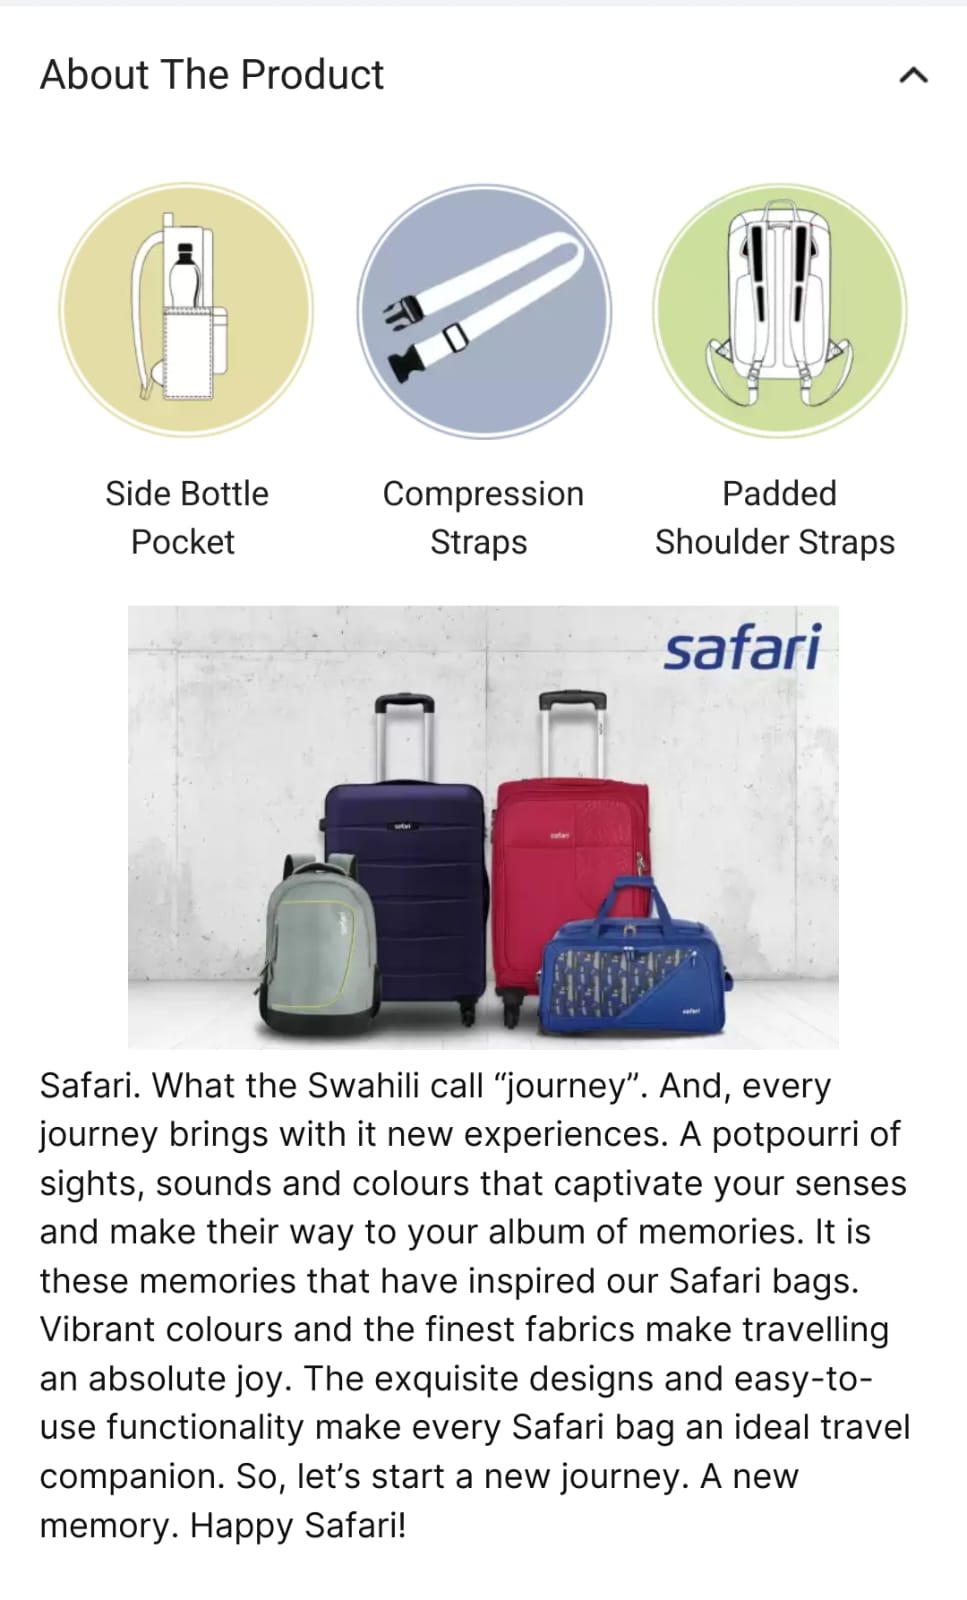 About The Product
Side Bottle
Pocket
Compression
Straps
Padded
Shoulder Straps
safari
safari
safari
safari
safari
Safari. What the Swahili call “journey”. And, every
journey brings with it new experiences. A potpourri of
sights, sounds and colours that captivate your senses
and make their way to your album of memories. It is
these memories that have inspired our Safari bags.
Vibrant colours and the finest fabrics make travelling
an absolute joy. The exquisite designs and easy-to-
use functionality make every Safari bag an ideal travel
companion. So, let’s start a new journey. A new
memory. Happy Safari!